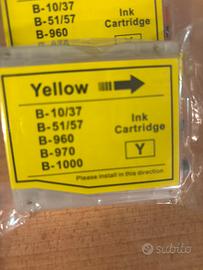 B-10/37
B-51/57
B-960
Ink
Cartridge
Yellow
B-10/37
B-51/57
B-960
B-970
B-1000
Ink
Cartridge
Y
Please install in this direction
subito